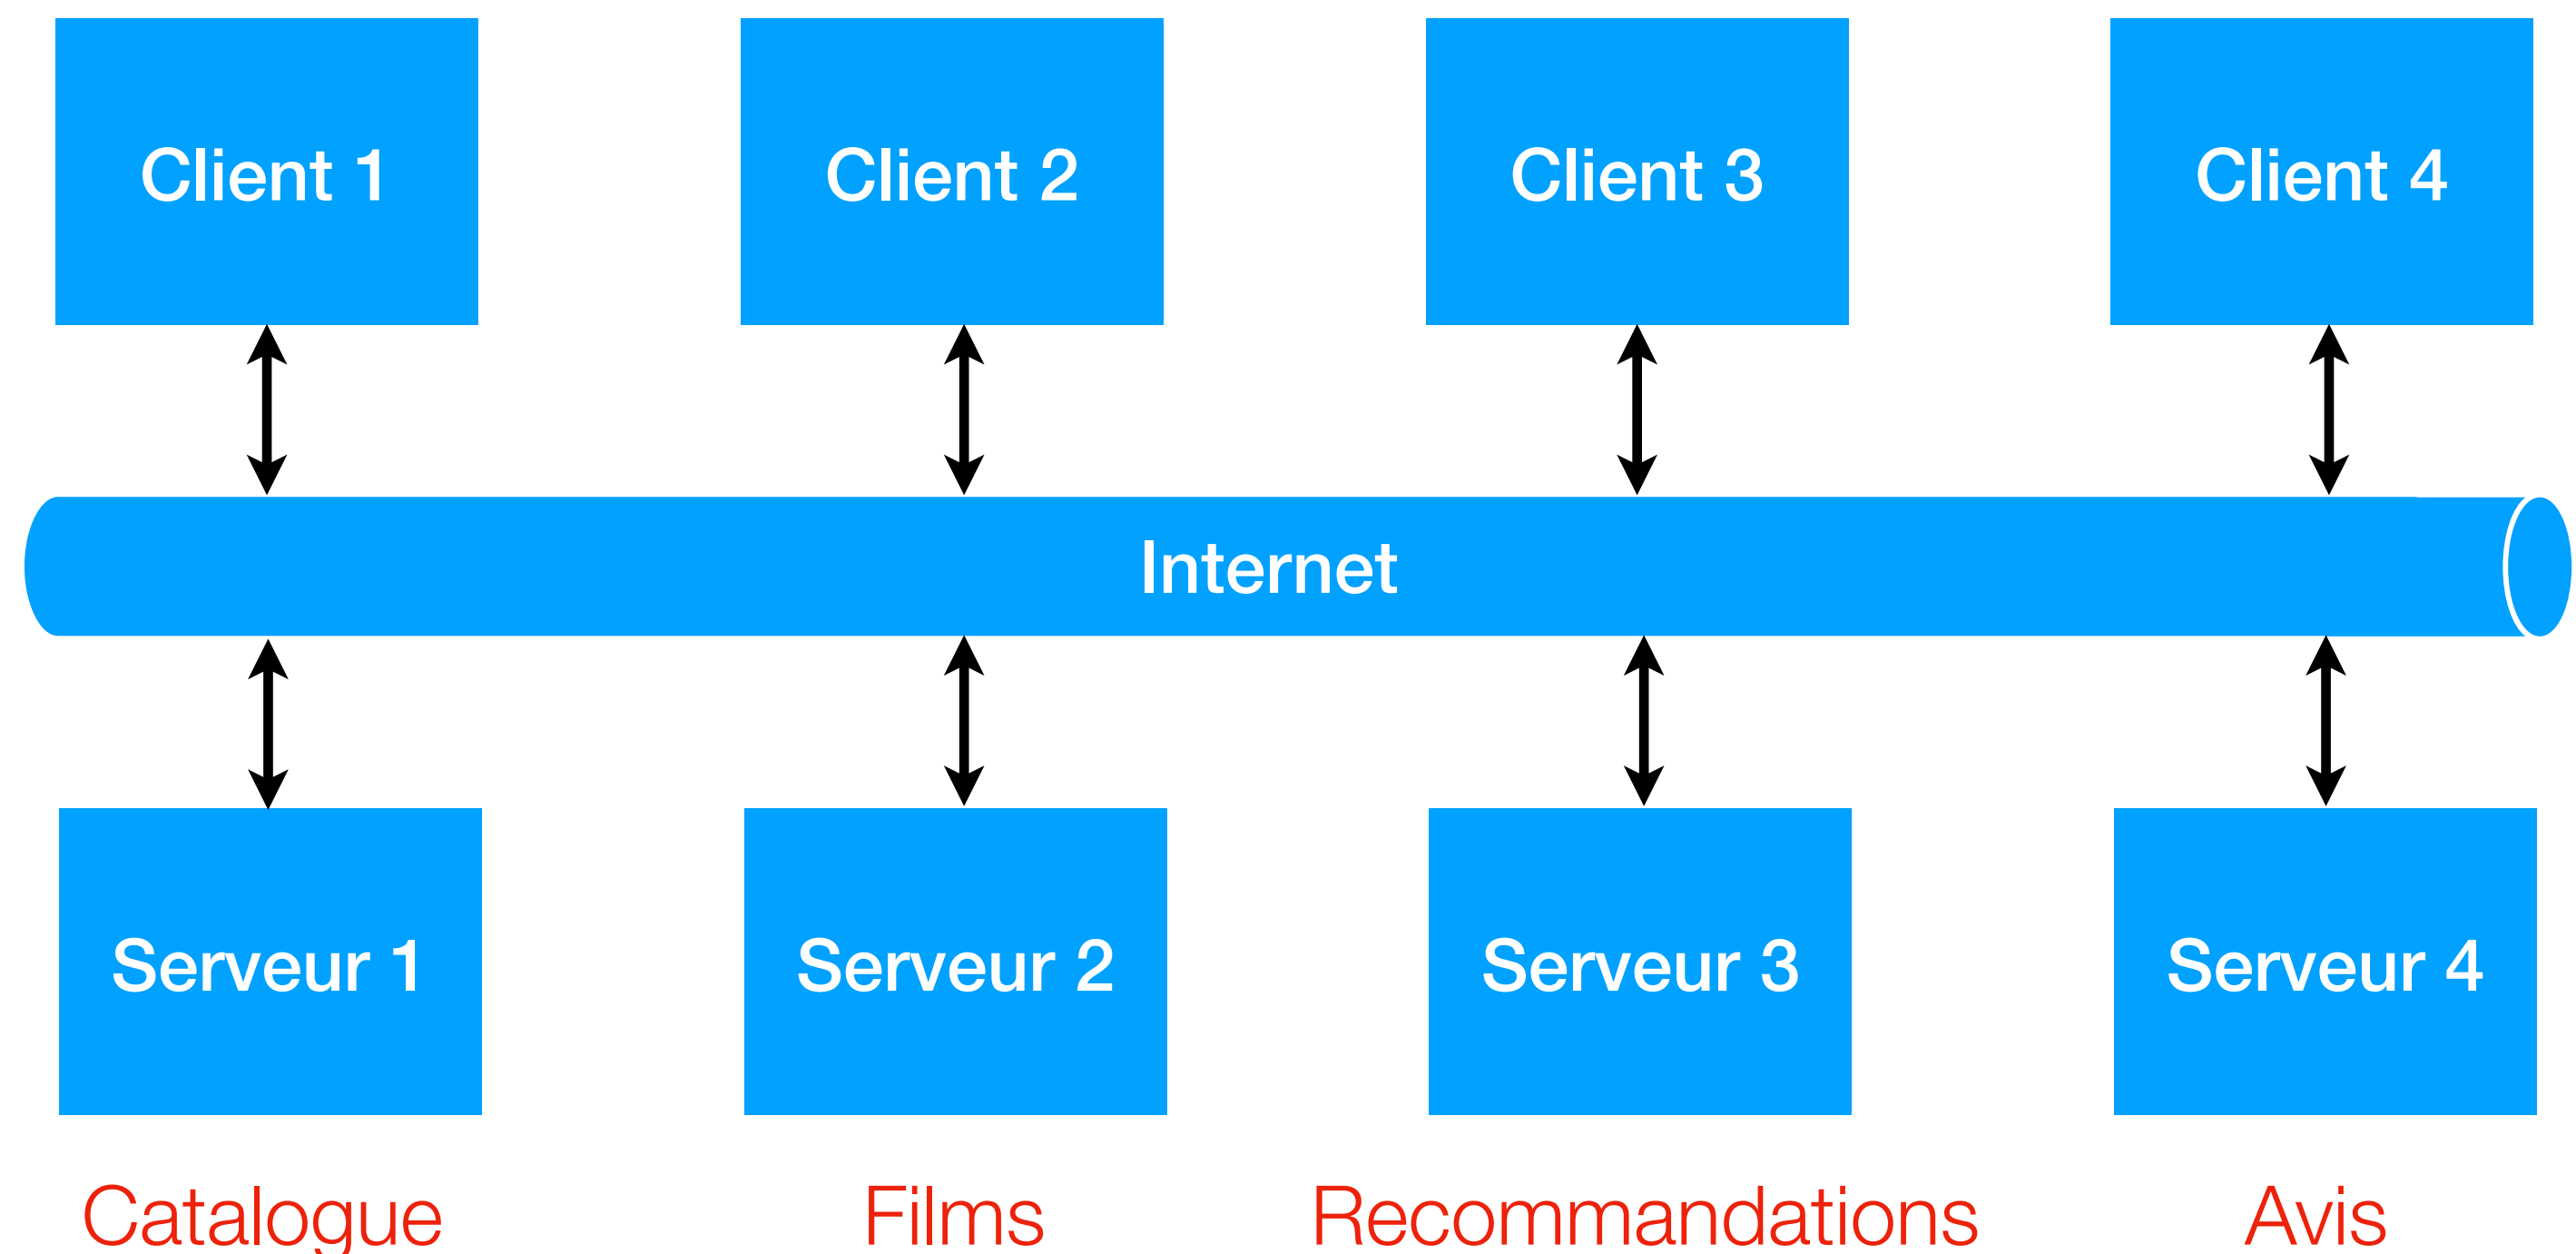 Client 1
Client 2
Client 3
Client 4
Internet
Serveur 1
Serveur 2
Serveur 3
Serveur 4
Catalogue
Films
Recommandations
Avis